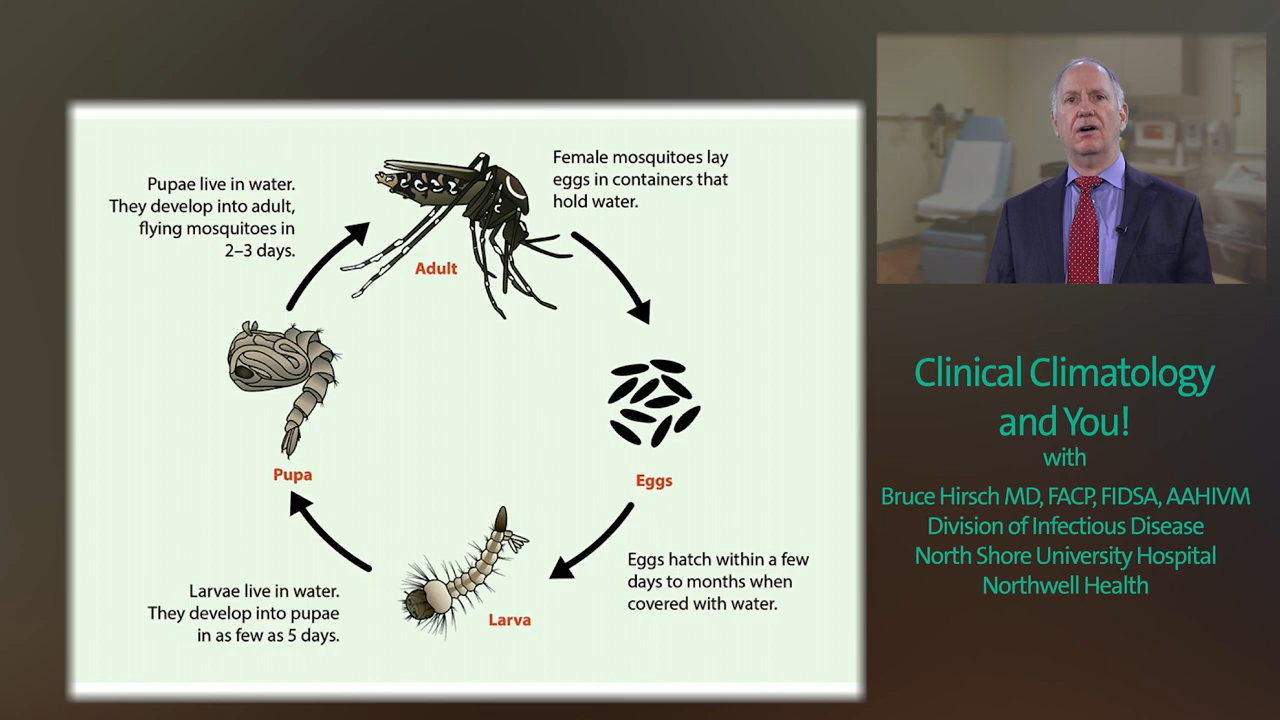 Pupae live in water.
They develop into adult,
flying mosquitoes in
2–3 days.
Female mosquitoes lay
eggs in containers that
hold water.
Adult
Pupa
Eggs
Larvae live in water.
They develop into pupae
in as few as 5 days.
Larva
Eggs hatch within a few
days to months when
covered with water.
Clinical Climatology
and You!
with
Bruce Hirsch MD, FACP, FIDSA, AAHIVM
Division of Infectious Disease
North Shore University Hospital
Northwell Health